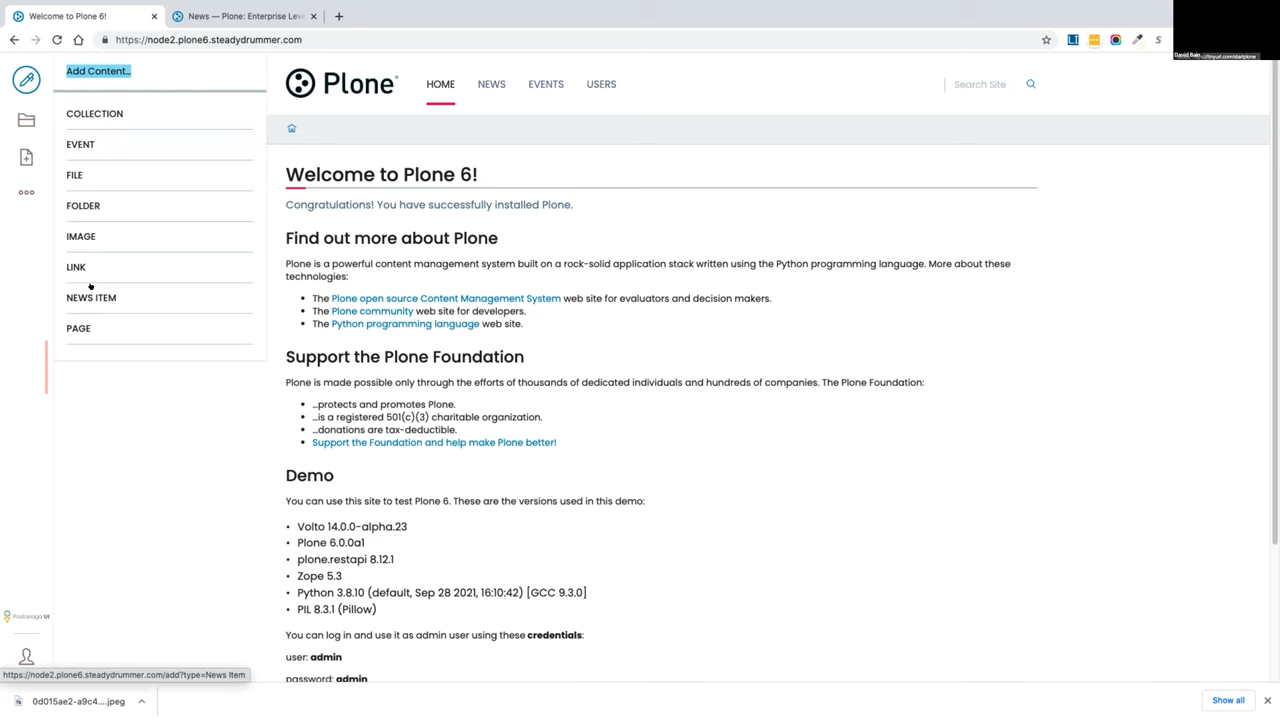 Welcome to Plone 6!
News — Plone: Enterprise Leve
https://node2.plone6.steadydrummer.com
David Bain
://tinyurl.com/startplone
Add Content...
COLLECTION
EVENT
FILE
FOLDER
IMAGE
LINK
NEWS ITEM
PAGE
Plone
HOME
NEWS
EVENTS
USERS
Search Site
Welcome to Plone 6!
Congratulations! You have successfully installed Plone.
Find out more about Plone
Plone is a powerful content management system built on a rock-solid application stack written using the Python programming language. More about these
technologies:
• The Plone open source Content Management System web site for evaluators and decision makers.
• The Plone community web site for developers.
• The Python programming language web site.
Support the Plone Foundation
Plone is made possible only through the efforts of thousands of dedicated individuals and hundreds of companies. The Plone Foundation:
• …protects and promotes Plone.
• …is a registered 501(c)(3) charitable organization.
• …donations are tax-deductible.
• Support the Foundation and help make Plone better!
Demo
You can use this site to test Plone 6. These are the versions used in this demo:
• Volto 14.0.0-alpha.23
• Plone 6.0.0a1
• plone.restapi 8.12.1
• Zope 5.3
• Python 3.8.10 (default, Sep 28 2021, 16:10:42) [GCC 9.3.0]
• PIL 8.3.1 (Pillow)
You can log in and use it as admin user using these credentials:
user: admin
password: admin
Pastanaga UI
https://node2.plone6.steadydrummer.com/add?type=News Item
0d015ae2-a9c4....jpeg
Show all